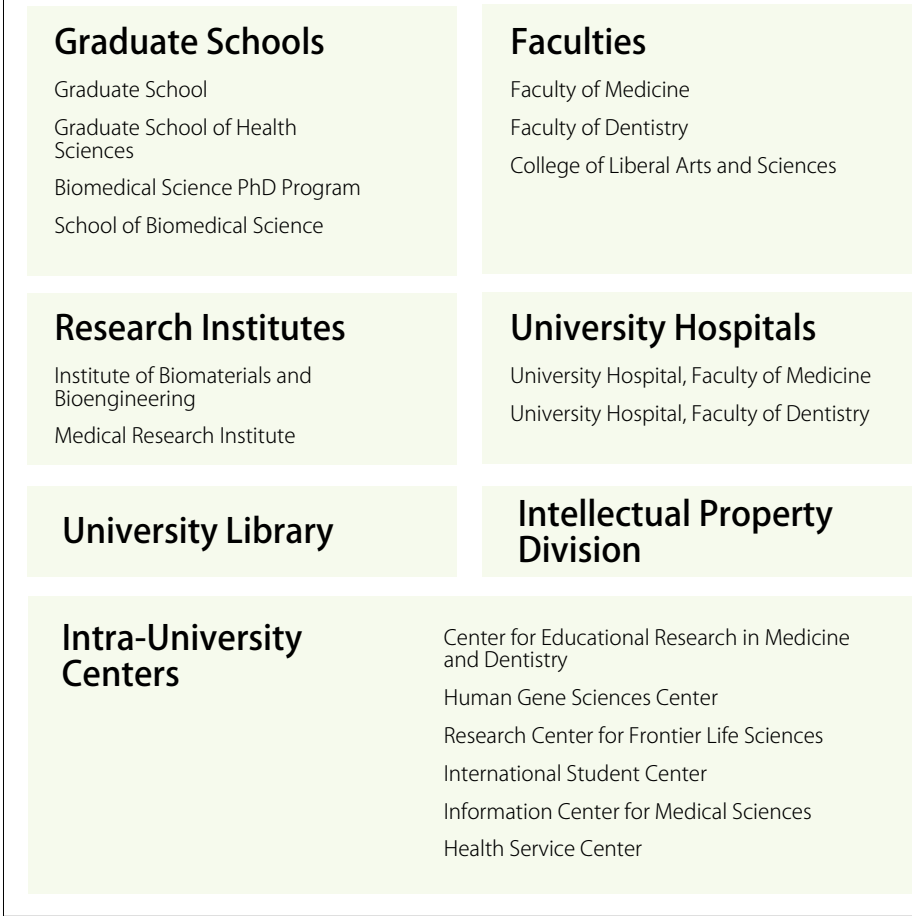 Graduate Schools
Graduate School
Graduate School of Health
Sciences
Biomedical Science PhD Program
School of Biomedical Science
Faculties
Faculty of Medicine
Faculty of Dentistry
College of Liberal Arts and Sciences
Research Institutes
Institute of Biomaterials and
Bioengineering
Medical Research Institute
University Hospitals
University Hospital, Faculty of Medicine
University Hospital, Faculty of Dentistry
University Library
Intellectual Property
Division
Intra-University
Centers
Center for Educational Research in Medicine
and Dentistry
Human Gene Sciences Center
Research Center for Frontier Life Sciences
International Student Center
Information Center for Medical Sciences
Health Service Center